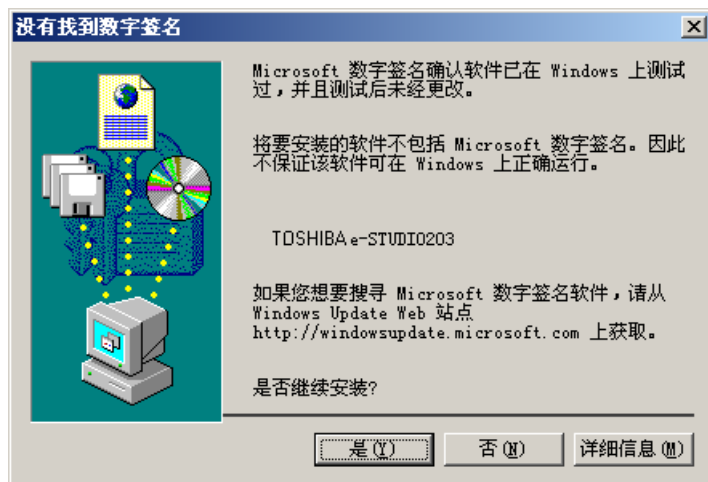 没有找到数字签名
Microsoft 数字签名确认软件已在 Windows 上测试
过，并且测试后未经更改。
将要安装的软件不包括 Microsoft 数字签名。因此
不保证该软件可在 Windows 上正确运行。
TOSHIBA e-STUDIO203
如果您想要搜寻 Microsoft 数字签名软件，请从
Windows Update Web 站点
http://windowsupdate.microsoft.com 上获取。
是否继续安装?
是(Y) 否(N) 详细信息(M)